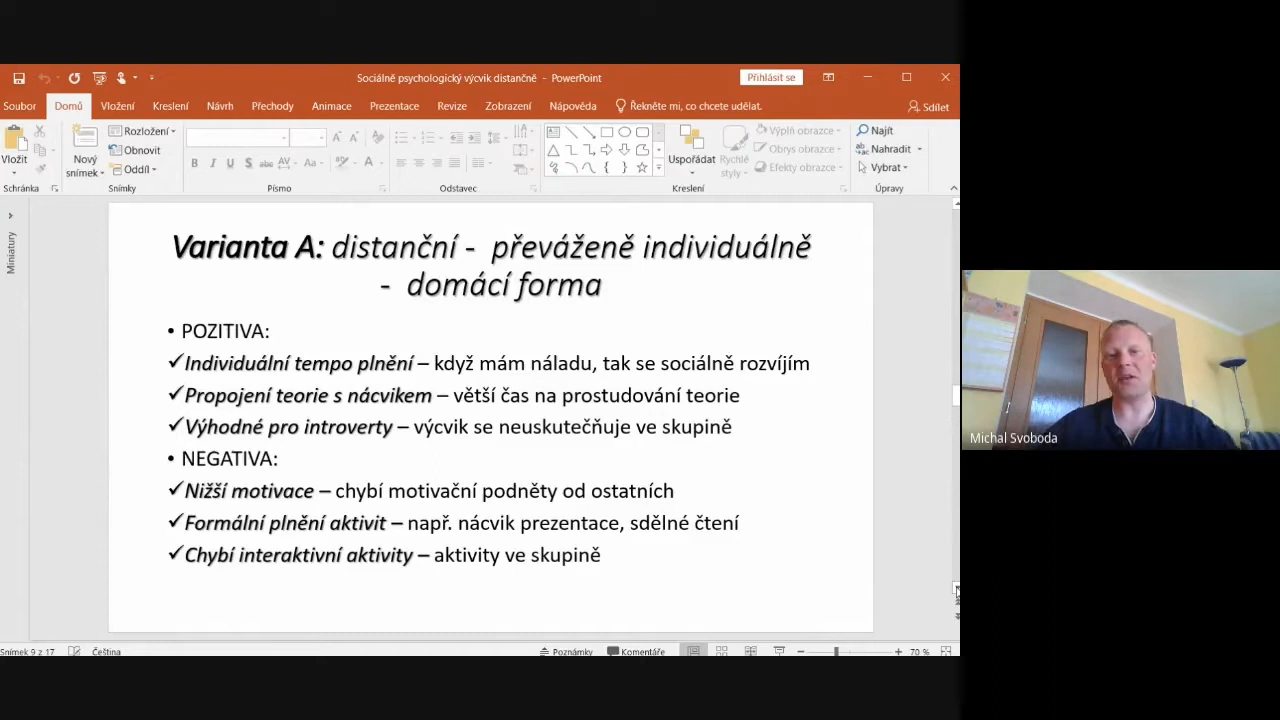 Sociálně psychologický výcvik distančně - PowerPoint
Přihlásit se
Soubor Domů Vložení Kreslení Návrh Přechody Animace Prezentace Revize Zobrazení Nápověda Řekněte mi, co chcete udělat. Sdílet
Vložit
Schránka
Nový
snímek
Rozložení
Obnovit
Oddíl
Snímky
B I U S abc AV Aa A
Písmo
Odstavec
Uspořádat
Rychlé
styly
Výplň obrazce
Obrys obrazce
Efekty obrazce
Kreslení
Najít
Nahradit
Vybrat
Úpravy
Miniatury
Varianta A: distanční - převáženě individuálně
- domácí forma
• POZITIVA:
✓Individuální tempo plnění – když mám náladu, tak se sociálně rozvíjím
✓Propojení teorie s nácvikem – větší čas na prostudování teorie
✓Výhodné pro introverty – výcvik se neuskutečňuje ve skupině
• NEGATIVA:
✓Nižší motivace – chybí motivační podněty od ostatních
✓Formální plnění aktivit – např. nácvik prezentace, sdělné čtení
✓Chybí interaktivní aktivity – aktivity ve skupině
Snímek 9 z 17 Čeština Poznámky Komentáře 70 %
Michal Svoboda